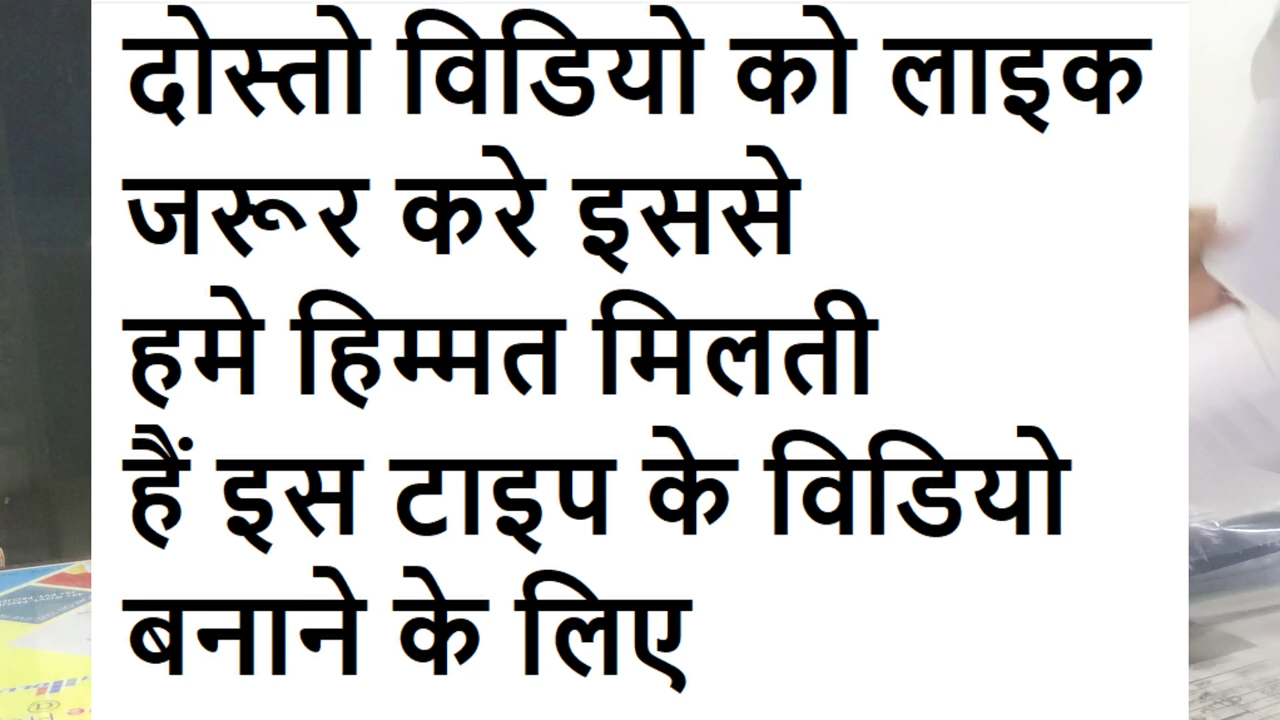 दोस्तो विडियो को लाइक
जरूर करे इससे
हमे हिम्मत मिलती
हैं इस टाइप के विडियो
बनाने के लिए